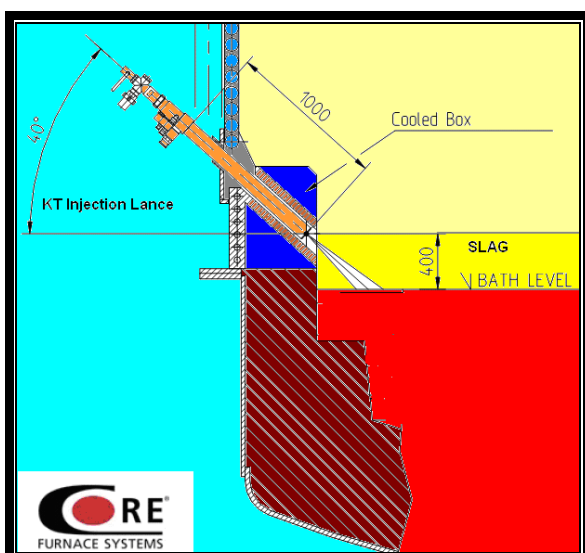 40°
1000
Cooled Box
KT Injection Lance
SLAG
400
BATH LEVEL
CORE®
FURNACE SYSTEMS